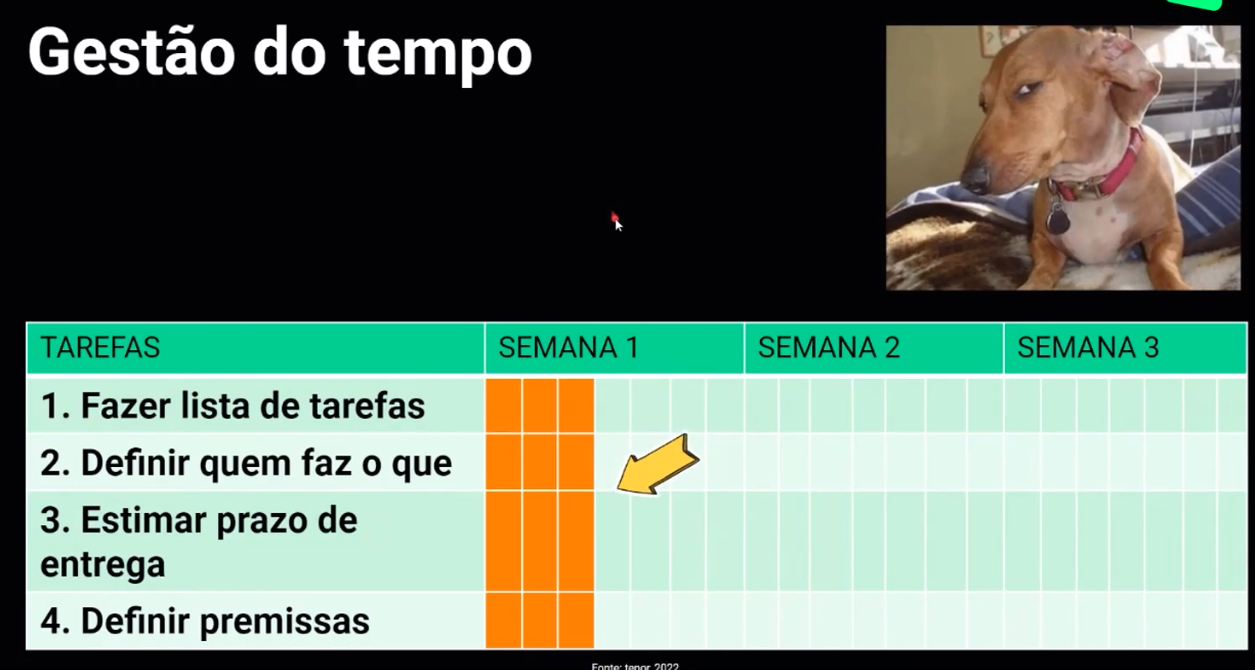 Gestão do tempo
TAREFAS SEMANA 1 SEMANA 2 SEMANA 3
1. Fazer lista de tarefas
2. Definir quem faz o que
3. Estimar prazo de
entrega
4. Definir premissas
Fonte: tenor, 2022